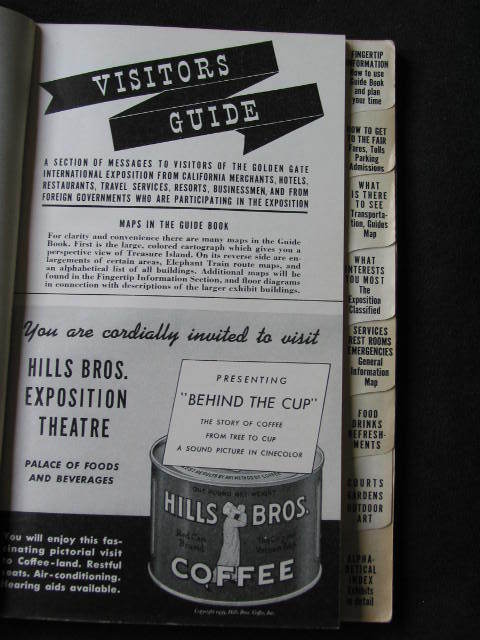 VISITORS
GUIDE
A SECTION OF MESSAGES TO VISITORS OF THE GOLDEN GATE
INTERNATIONAL EXPOSITION FROM CALIFORNIA MERCHANTS, HOTELS,
RESTAURANTS, TRAVEL SERVICES, RESORTS, BUSINESSMEN, AND FROM
FOREIGN GOVERNMENTS WHO ARE PARTICIPATING IN THE EXPOSITION
MAPS IN THE GUIDE BOOK
For clarity and convenience there are many maps in the Guide
Book. First is the large, colored cartograph which gives you a
perspective view of Treasure Island. On its reverse side are en-
largements of certain areas, Elephant Train route maps, and
an alphabetical list of all buildings. Additional maps will be
found in the Fingertip Information Section, and floor diagrams
in connection with descriptions of the larger exhibit buildings.
You are cordially invited to visit
HILLS BROS.
EXPOSITION
THEATRE
PALACE OF FOODS
AND BEVERAGES
You will enjoy this fas-
cinating pictorial visit
to Coffee-land. Restful
seats. Air-conditioning.
Hearing aids available.
PRESENTING
"BEHIND THE CUP"
THE STORY OF COFFEE
FROM TREE TO CUP
A SOUND PICTURE IN CINECOLOR
HILLS BROS.
Red Can
Brand
COFFEE
Copyright 1939, Hills Bros. Coffee, Inc.
FINGERTIP
INFORMATION
How to use
Guide Book
and plan
your time
HOW TO GET
TO THE FAIR
Fares, Tolls
Parking
Admissions
WHAT
IS THERE
TO SEE
Transporta-
tion, Guides
Map
WHAT
INTERESTS
YOU MOST
The
Exposition
Classified
SERVICES
REST ROOMS
EMERGENCIES
General
Information
Map
FOOD
DRINKS
REFRESH-
MENTS
COURTS
GARDENS
OUTDOOR
ART
ALPHA-
BETICAL
INDEX
Exhibits
in detail